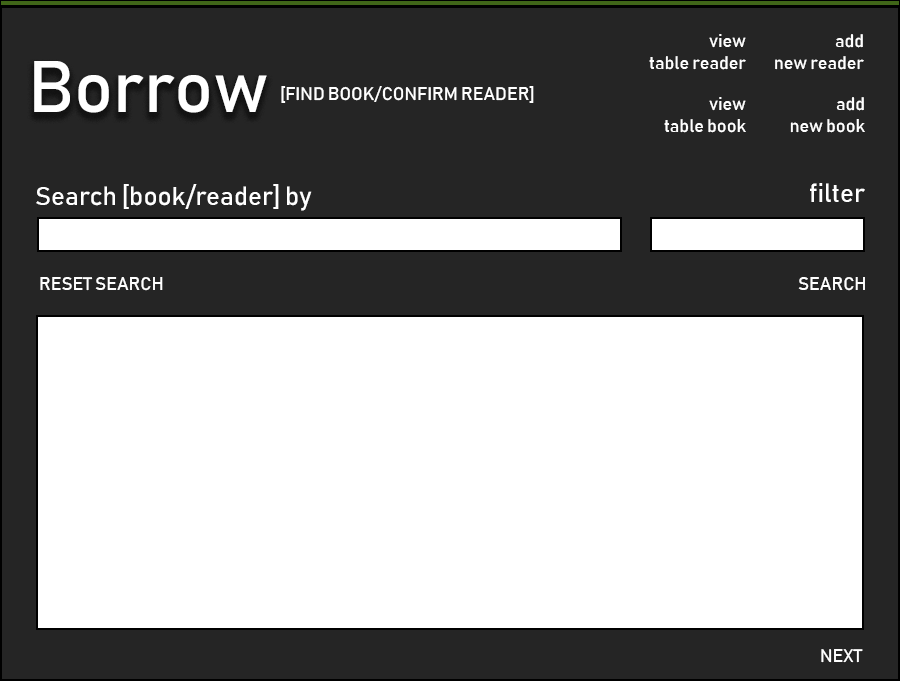 Borrow [FIND BOOK/CONFIRM READER]
view
table reader
add
new reader
view
table book
add
new book
Search [book/reader] by
filter
RESET SEARCH
SEARCH
NEXT